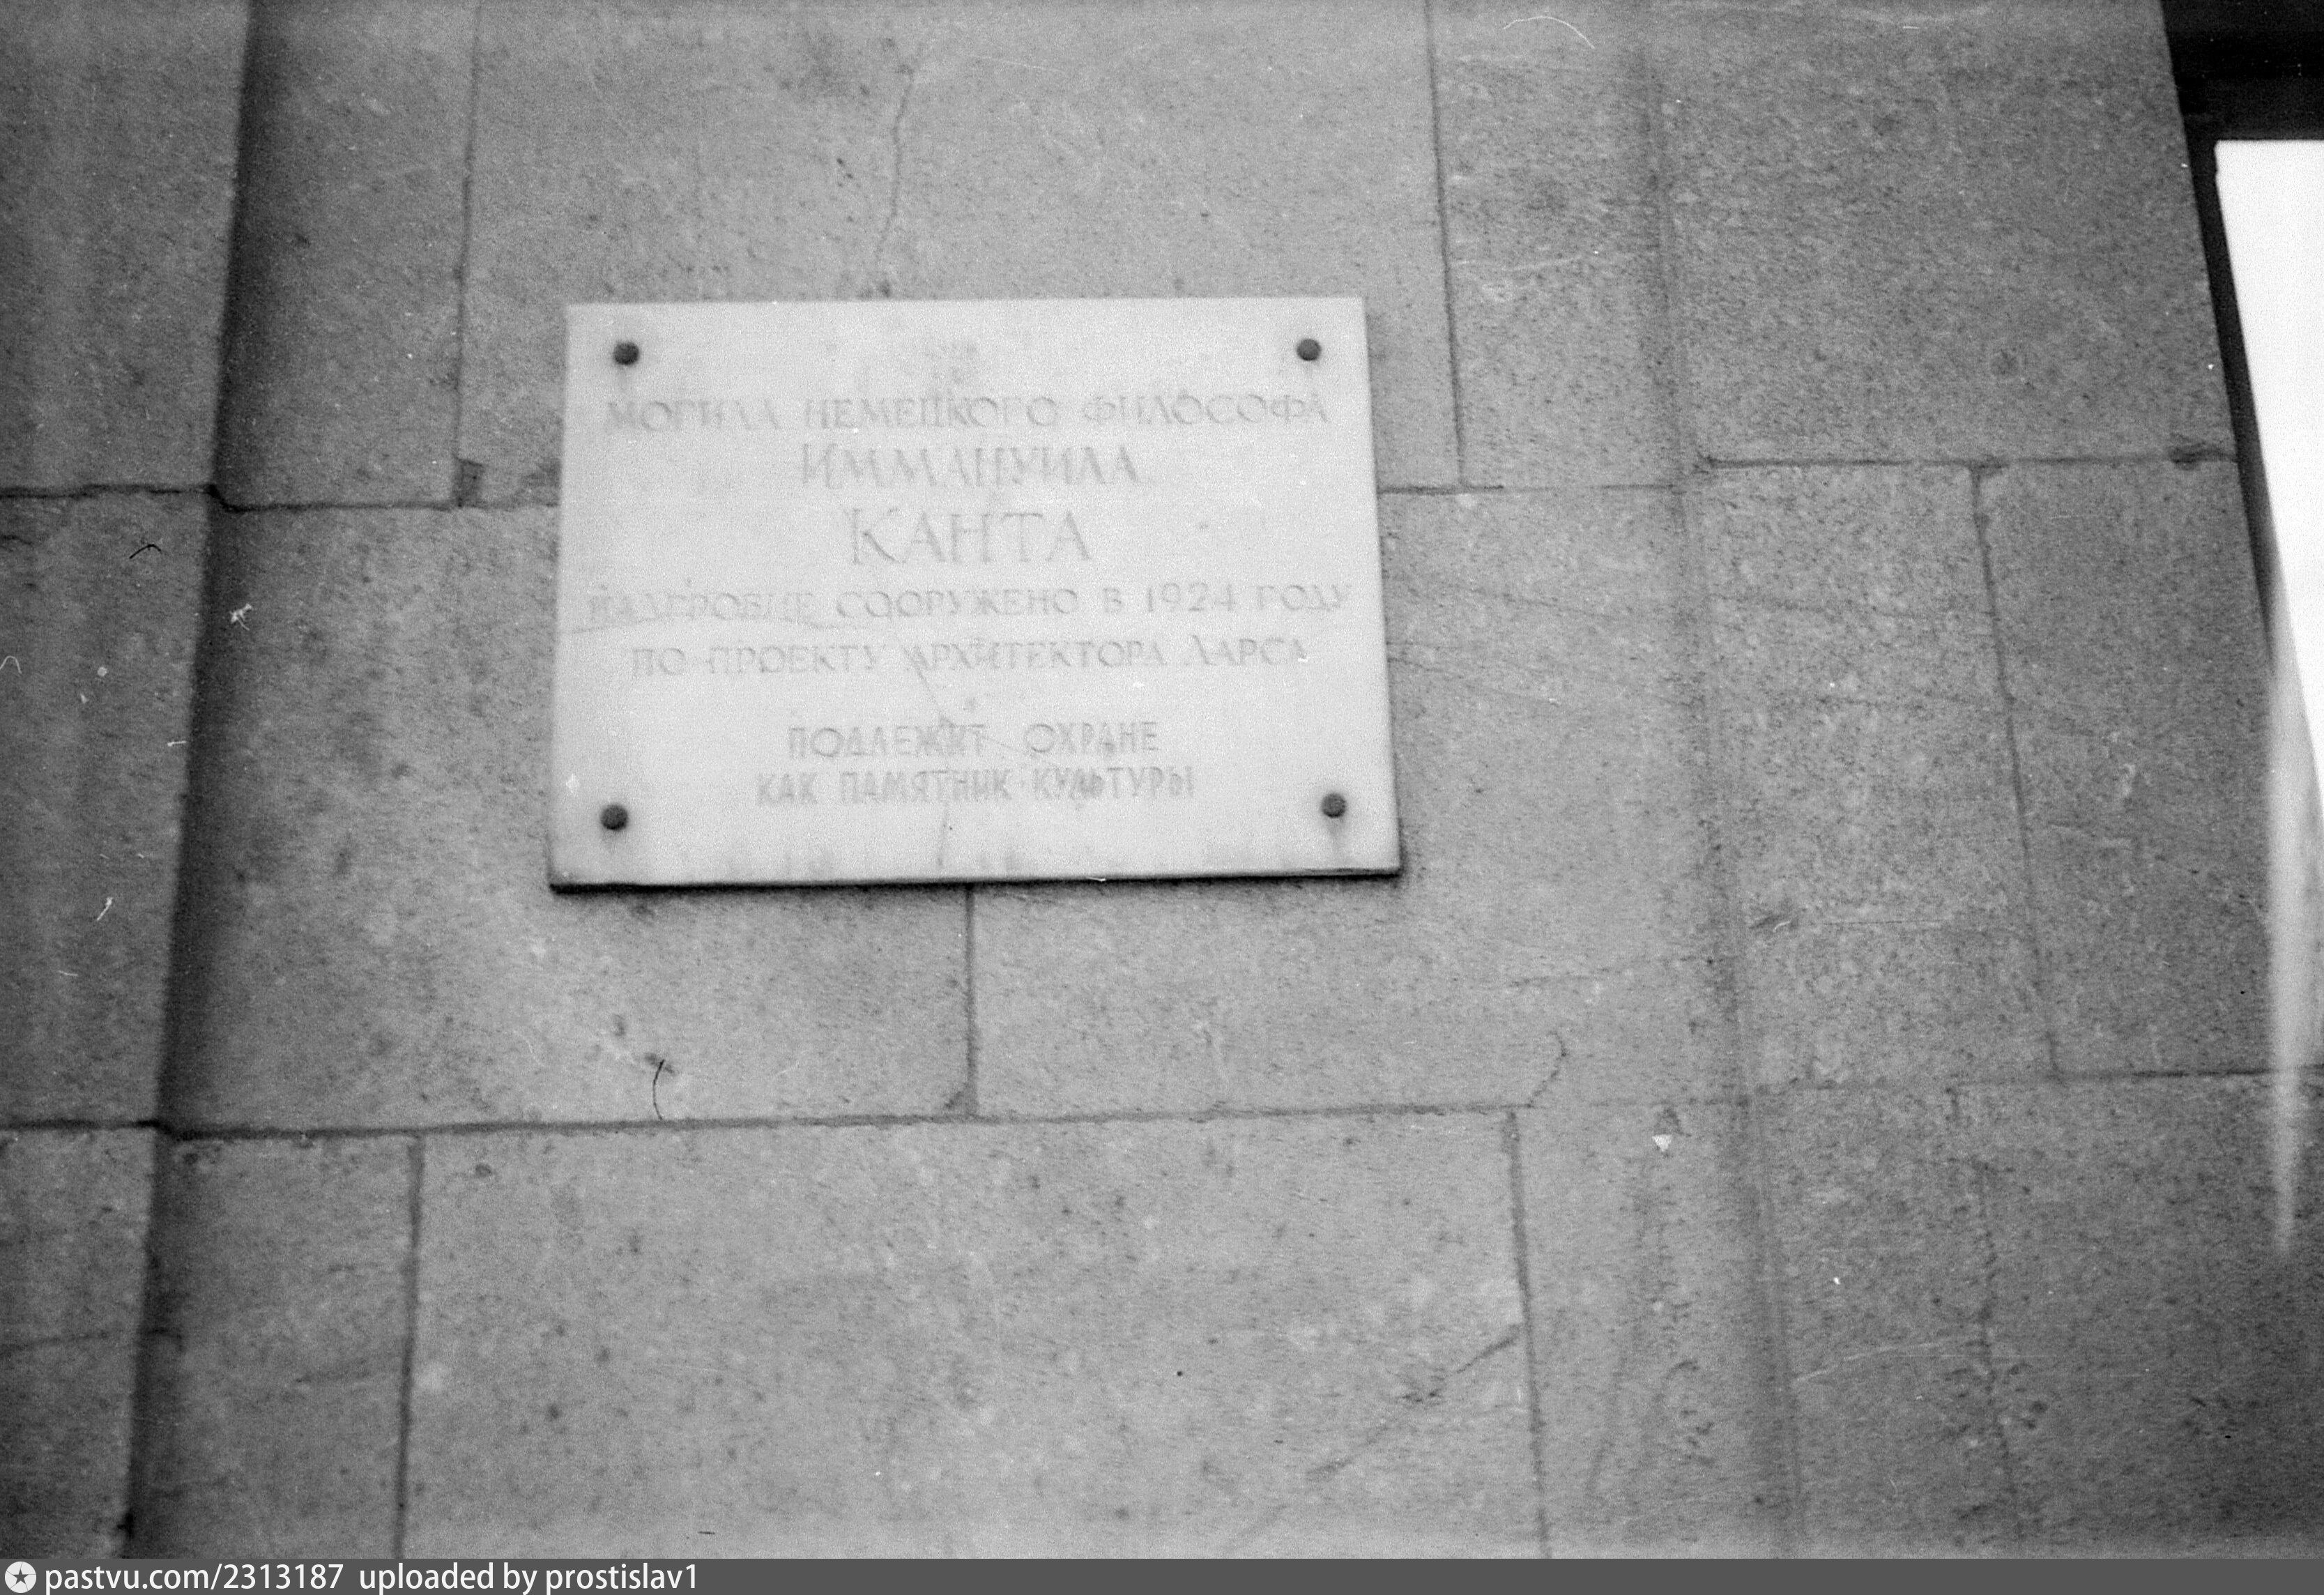 МОГИЛА НЕМЕЦКОГО ФИЛОСОФА
ИММАНУИЛА
КАНТА
НАДГРОБИЕ СООРУЖЕНО В 1924 ГОДУ
ПО ПРОЕКТУ АРХИТЕКТОРА ЛАРСА
ПОДЛЕЖИТ ОХРАНЕ
КАК ПАМЯТНИК КУЛЬТУРЫ
pastvu.com/2313187 uploaded by prostislav1